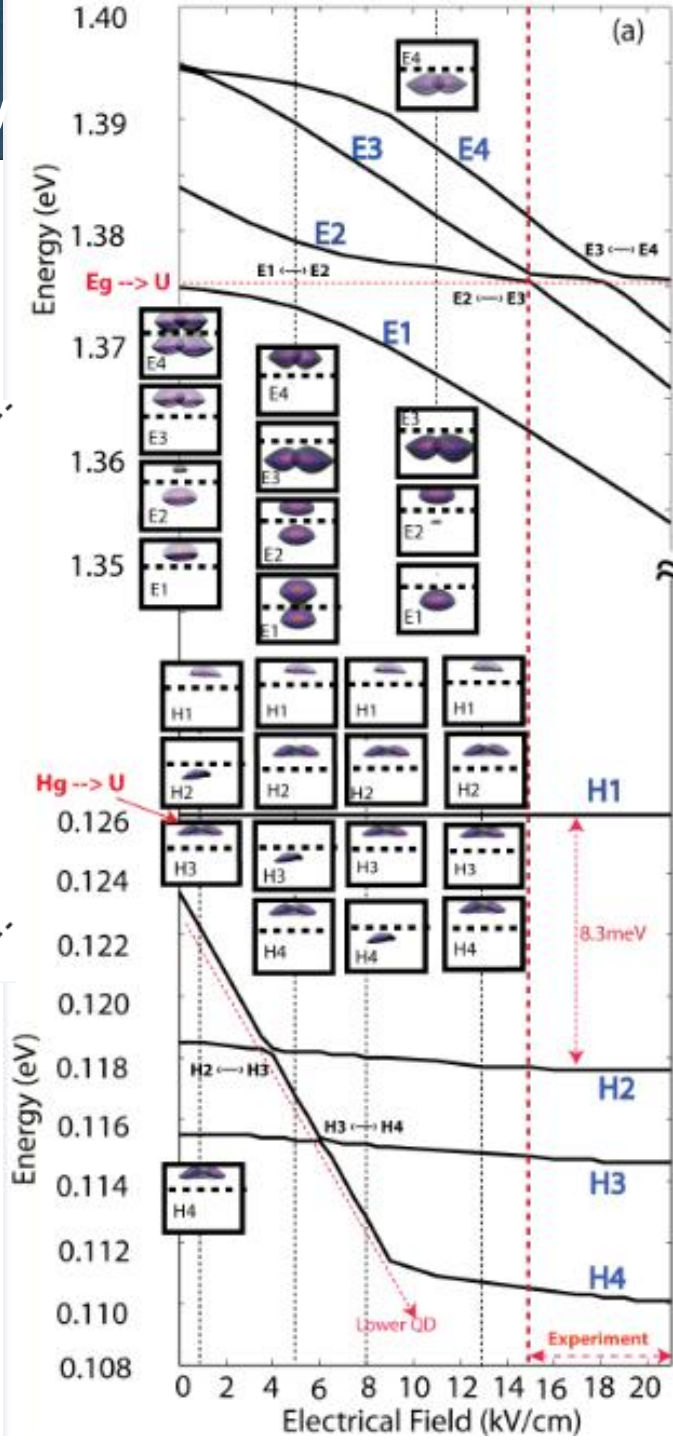 (a)
1.40
1.39
1.38
1.37
1.36
1.35
Energy (eV)
E4
E3
E4
E2
E1 <--> E2
E3 <--> E4
Eg --> U
E2 <--> E3
E1
E4
E3
E2
E1
E4
E3
E2
E1
E3
E2
E1
H1
H1
H1
H1
H2
H2
H2
H2
Hg --> U
H1
H3
H3
H3
H3
H4
H4
H4
8.3meV
0.126
0.124
0.122
0.120
0.118
0.116
0.114
0.112
0.110
0.108
Energy (eV)
H2 <--> H3
H2
H3 <--> H4
H3
H4
H4
Lower QD
Experiment
0 2 4 6 8 10 12 14 16 18 20
Electrical Field (kV/cm)